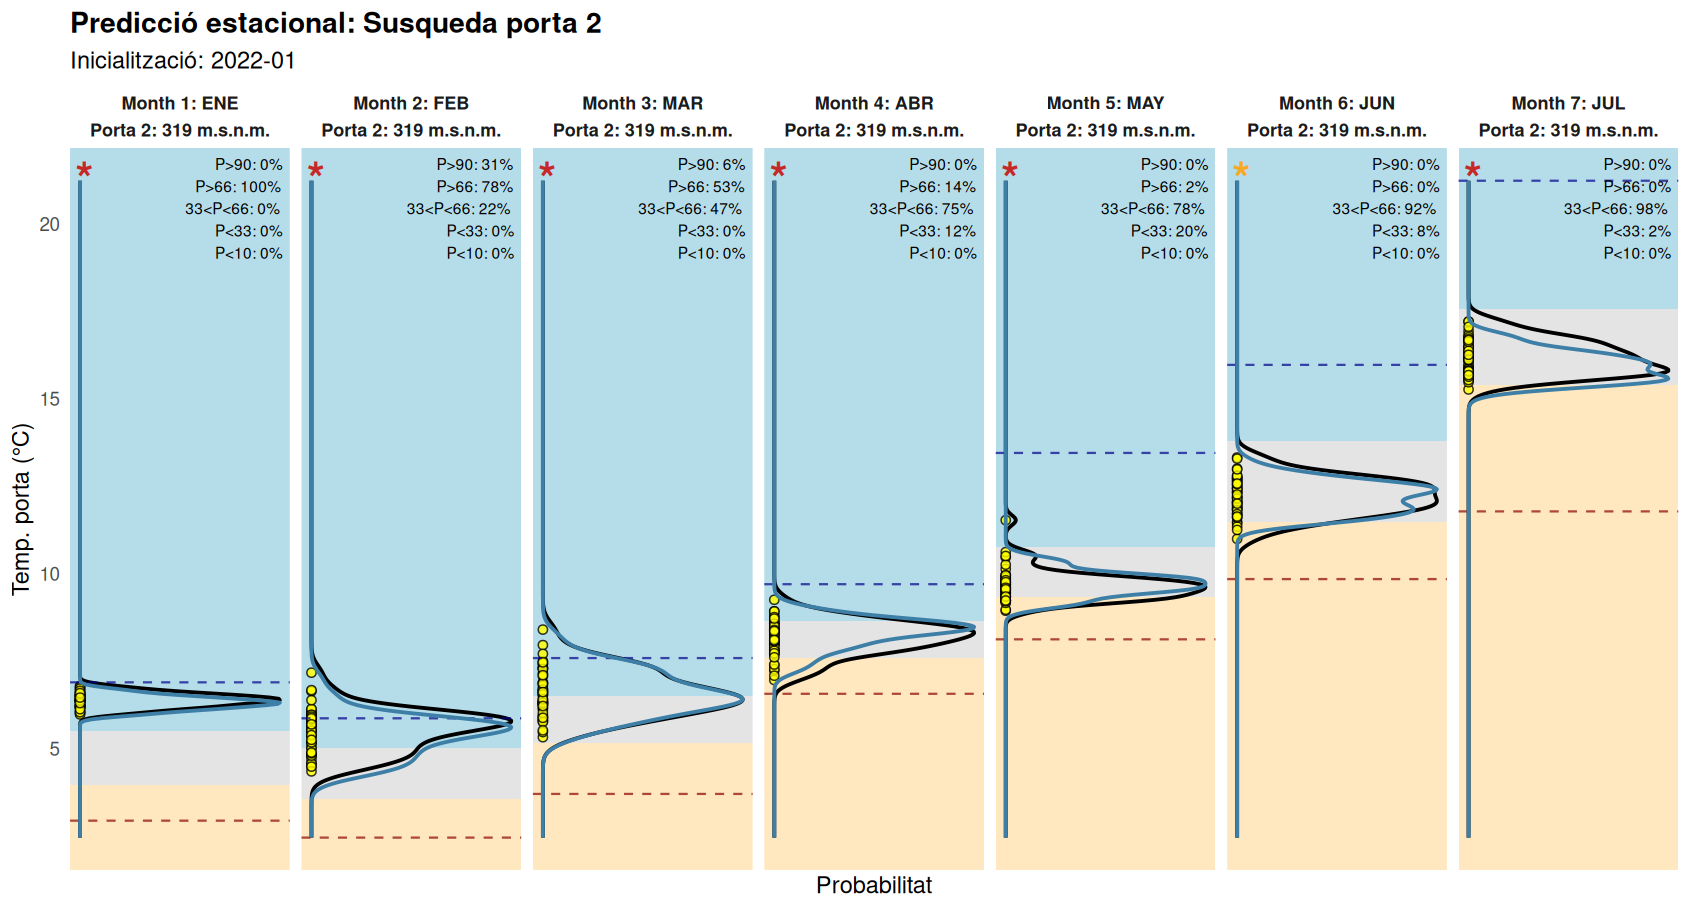 Predicció estacional: Susqueda porta 2
Inicialització: 2022-01
Month 1: ENE
Porta 2: 319 m.s.n.m.
Month 2: FEB
Porta 2: 319 m.s.n.m.
Month 3: MAR
Porta 2: 319 m.s.n.m.
Month 4: ABR
Porta 2: 319 m.s.n.m.
Month 5: MAY
Porta 2: 319 m.s.n.m.
Month 6: JUN
Porta 2: 319 m.s.n.m.
Month 7: JUL
Porta 2: 319 m.s.n.m.
*
P>90: 0%
P>66: 100%
33<P<66: 0%
P<33: 0%
P<10: 0%
*
P>90: 31%
P>66: 78%
33<P<66: 22%
P<33: 0%
P<10: 0%
*
P>90: 6%
P>66: 53%
33<P<66: 47%
P<33: 0%
P<10: 0%
*
P>90: 0%
P>66: 14%
33<P<66: 75%
P<33: 12%
P<10: 0%
*
P>90: 0%
P>66: 2%
33<P<66: 78%
P<33: 20%
P<10: 0%
*
P>90: 0%
P>66: 0%
33<P<66: 92%
P<33: 8%
P<10: 0%
*
P>90: 0%
P>66: 0%
33<P<66: 98%
P<33: 2%
P<10: 0%
20
15
10
5
Temp. porta (°C)
Probabilitat